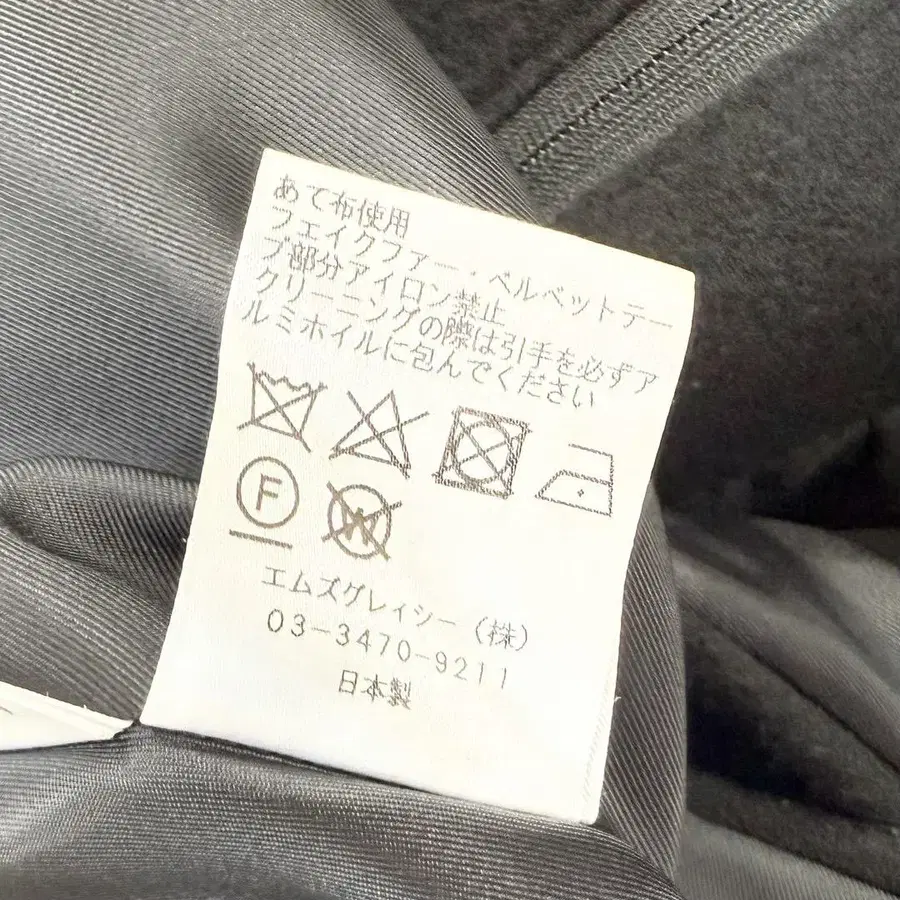 あて布使用
フェイクファー・ベルベットテー
プ部分アイロン禁止
クリーニングの際は引手を必ずア
ルミホイルに包んでください
F
W
エムズグレイシー(株)
03-3470-9211
日本製